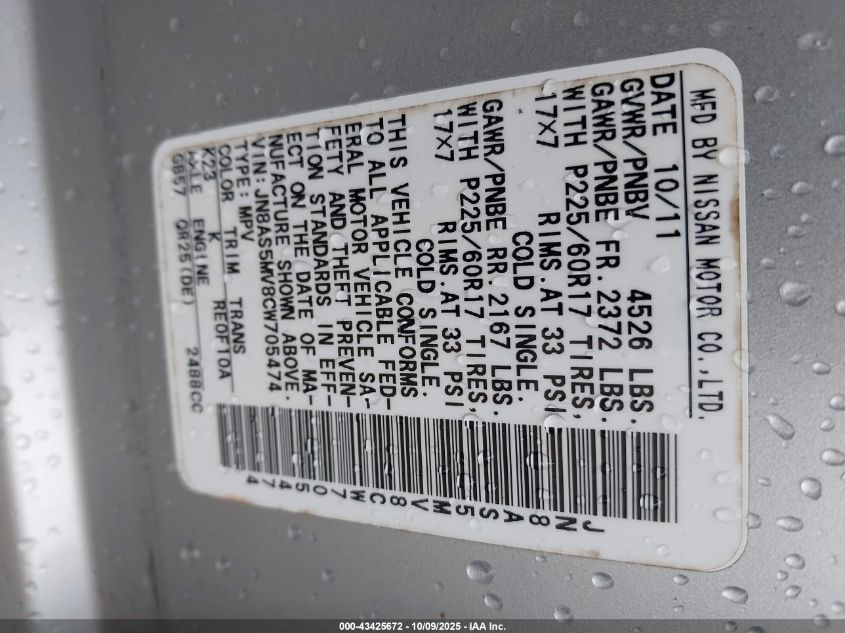 MFD BY NISSAN MOTOR CO.,LTD.
DATE 10/11
GVWR/PNBV 4526 LBS.
GAWR/PNBE FR. 2372 LBS.
WITH P225/60R17 TIRES,
17X7 RIMS.AT 33 PSI
COLD SINGLE.
GAWR/PNBE RR 2167 LBS.
WITH P225/60R17 TIRES,
17X7 RIMS.AT 33 PSI
COLD SINGLE.
THIS VEHICLE CONFORMS
TO ALL APPLICABLE FED-
ERAL MOTOR VEHICLE SA-
FETY AND THEFT PREVEN-
TION STANDARDS IN EFF-
ECT ON THE DATE OF MA-
NUFACTURE SHOWN ABOVE.
VIN:JN8AS5MV8CW705474
TYPE:MPV
COLOR TRIM TRANS
K23 K RE0F10A
AXLE ENGINE
GB57 QR25(DE) 2488CC
JN8AS5MV8CW705474
000-43425672 - 10/09/2025 - IAA Inc.